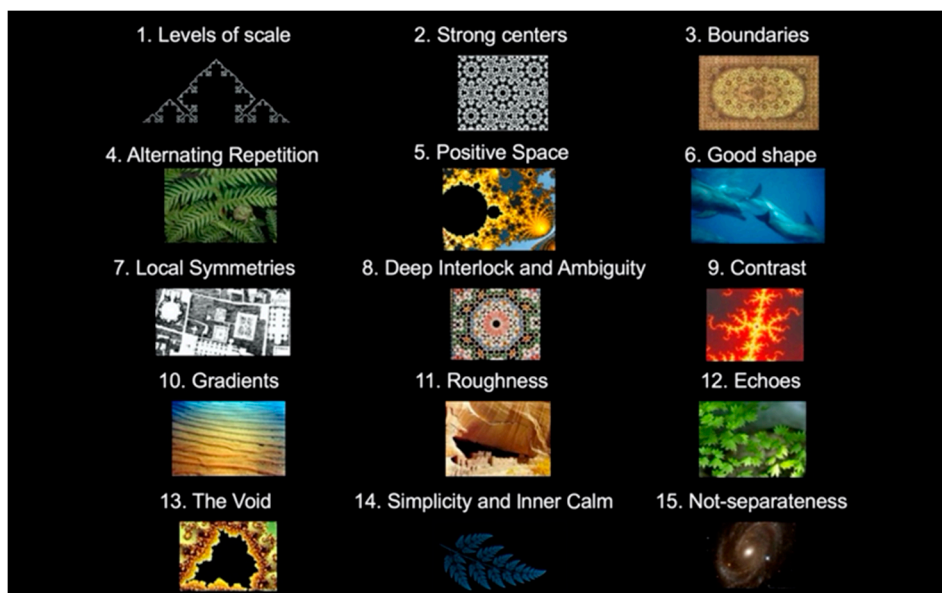 1. Levels of scale
2. Strong centers
3. Boundaries
4. Alternating Repetition
5. Positive Space
6. Good shape
7. Local Symmetries
8. Deep Interlock and Ambiguity
9. Contrast
10. Gradients
11. Roughness
12. Echoes
13. The Void
14. Simplicity and Inner Calm
15. Not-separateness